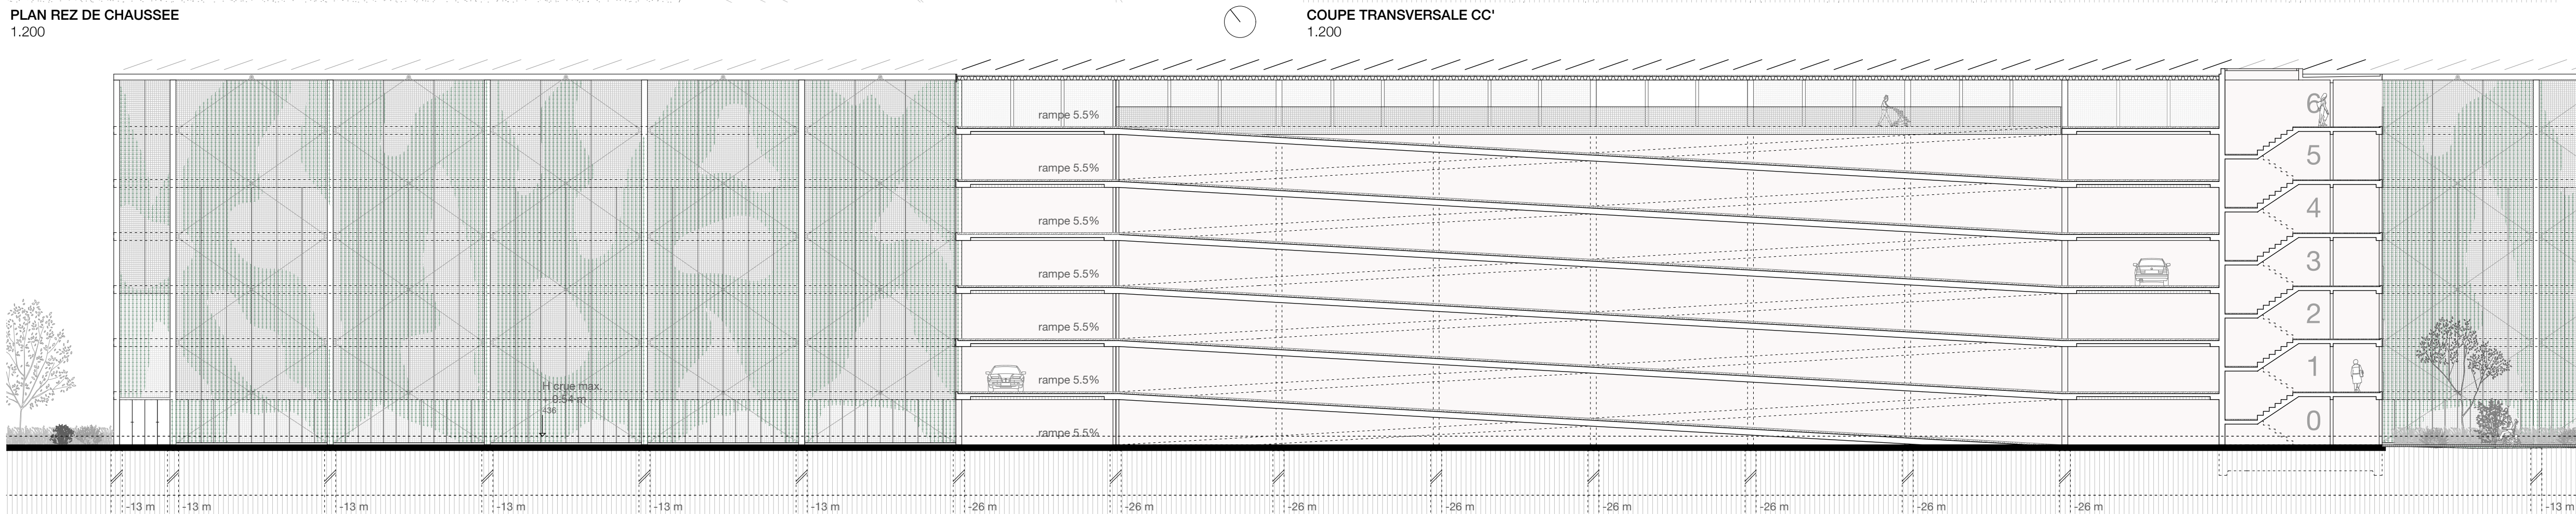 PLAN REZ DE CHAUSSEE
1.200
COUPE TRANSVERSALE CC'
1.200
rampe 5.5%
rampe 5.5%
rampe 5.5%
rampe 5.5%
rampe 5.5%
rampe 5.5%
rampe 5.5%
6
5
4
3
2
1
0
H crue max.
+ 0.54 m
436
-13 m
-13 m
-13 m
-13 m
-13 m
-13 m
-26 m
-26 m
-26 m
-26 m
-26 m
-26 m
-26 m
-26 m
-13 m